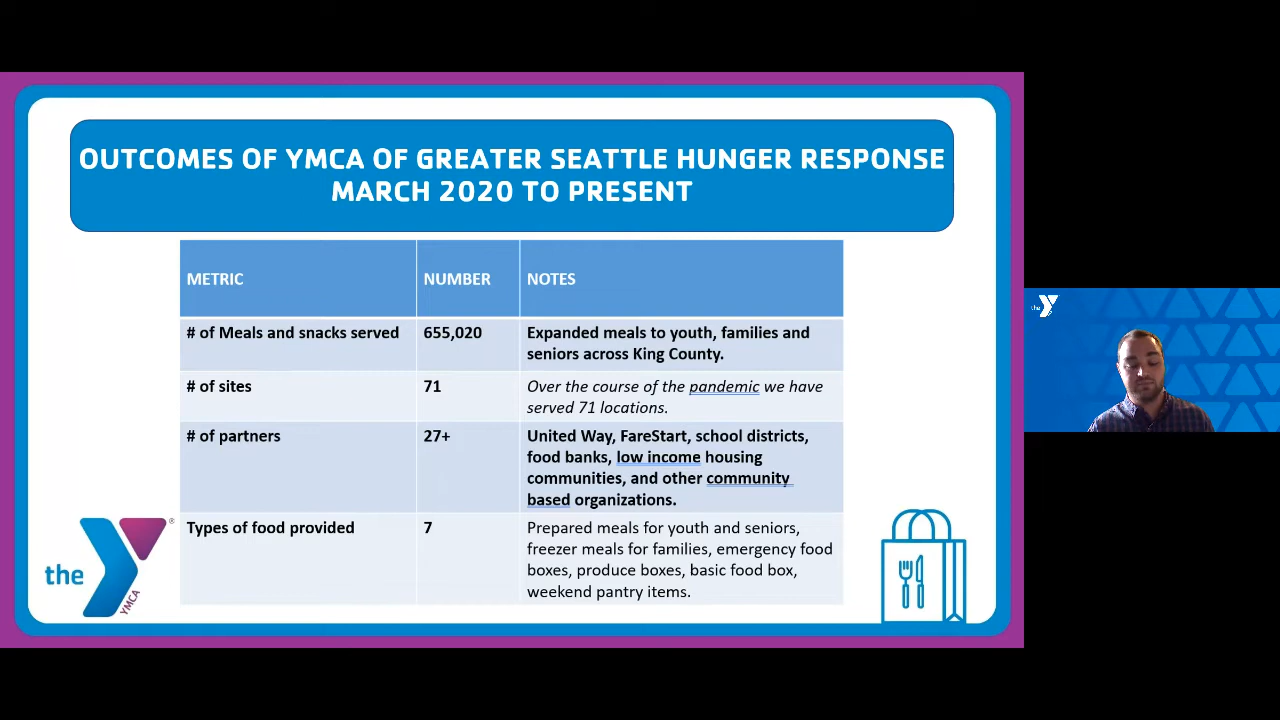 OUTCOMES OF YMCA OF GREATER SEATTLE HUNGER RESPONSE
MARCH 2020 TO PRESENT
METRIC
NUMBER
NOTES
# of Meals and snacks served
655,020
Expanded meals to youth, families and
seniors across King County.
# of sites
71
Over the course of the pandemic we have
served 71 locations.
# of partners
27+
United Way, FareStart, school districts,
food banks, low income housing
communities, and other community
based organizations.
Types of food provided
7
Prepared meals for youth and seniors,
freezer meals for families, emergency food
boxes, produce boxes, basic food box,
weekend pantry items.
the
YMCA
®
the